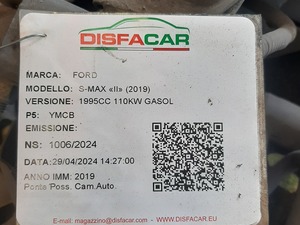 DISFACAR
MARCA: FORD
MODELLO: S-MAX «II» (2019)
VERSIONE: 1995CC 110KW GASOL
P5: YMCB
EMISSIONE:
NS: 1006/2024
DATA:29/04/2024 14:27:00
ANNO IMM: 2019
Ponte Poss. Cam.Auto.
E-mail: magazzino@disfacar.com - WWW.DISFACAR.EU